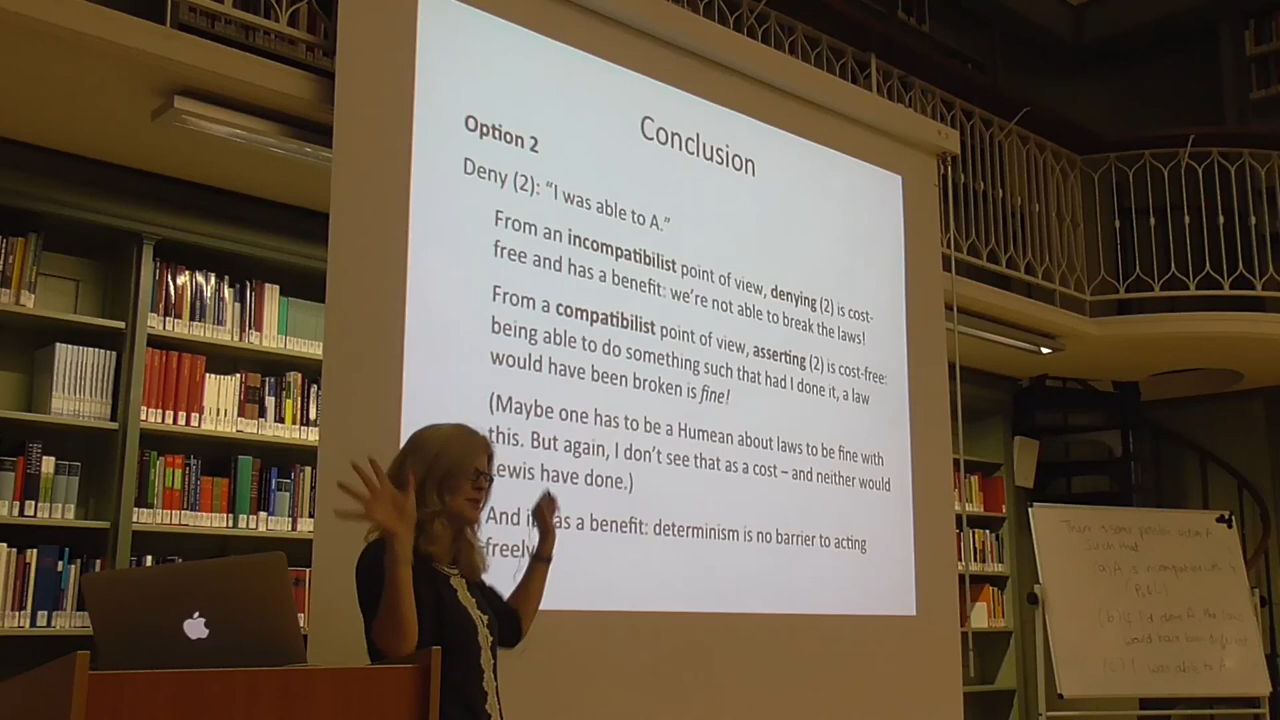 Conclusion
Option 2
Deny (2): “I was able to A.”
From an incompatibilist point of view, denying (2) is cost-
free and has a benefit: we’re not able to break the laws!
From a compatibilist point of view, asserting (2) is cost-free:
being able to do something such that had I done it, a law
would have been broken is fine!
(Maybe one has to be a Humean about laws to be fine with
this. But again, I don’t see that as a cost – and neither would
Lewis have done.)
And it as a benefit: determinism is no barrier to acting
freely
There is some possible action A
such that
(a) A is incompatible with
(P₀&L)
(b) If I'd done A, the laws
would have been different
(c) I was able to A